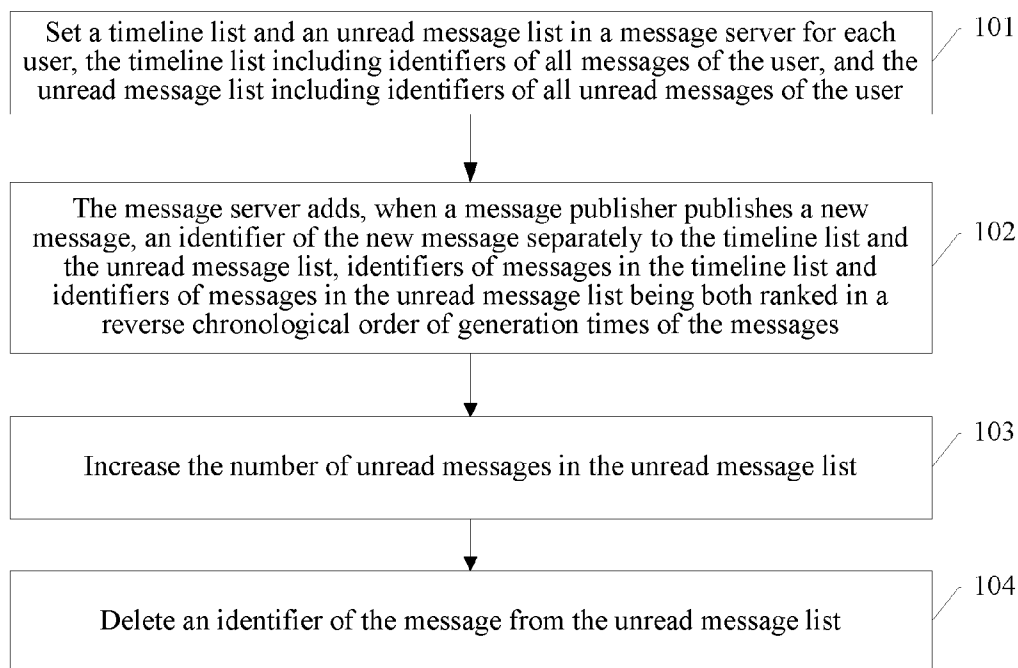 Set a timeline list and an unread message list in a message server for each
user, the timeline list including identifiers of all messages of the user, and the
unread message list including identifiers of all unread messages of the user
101
The message server adds, when a message publisher publishes a new
message, an identifier of the new message separately to the timeline list and
the unread message list, identifiers of messages in the timeline list and
identifiers of messages in the unread message list being both ranked in a
reverse chronological order of generation times of the messages
102
Increase the number of unread messages in the unread message list
103
Delete an identifier of the message from the unread message list
104